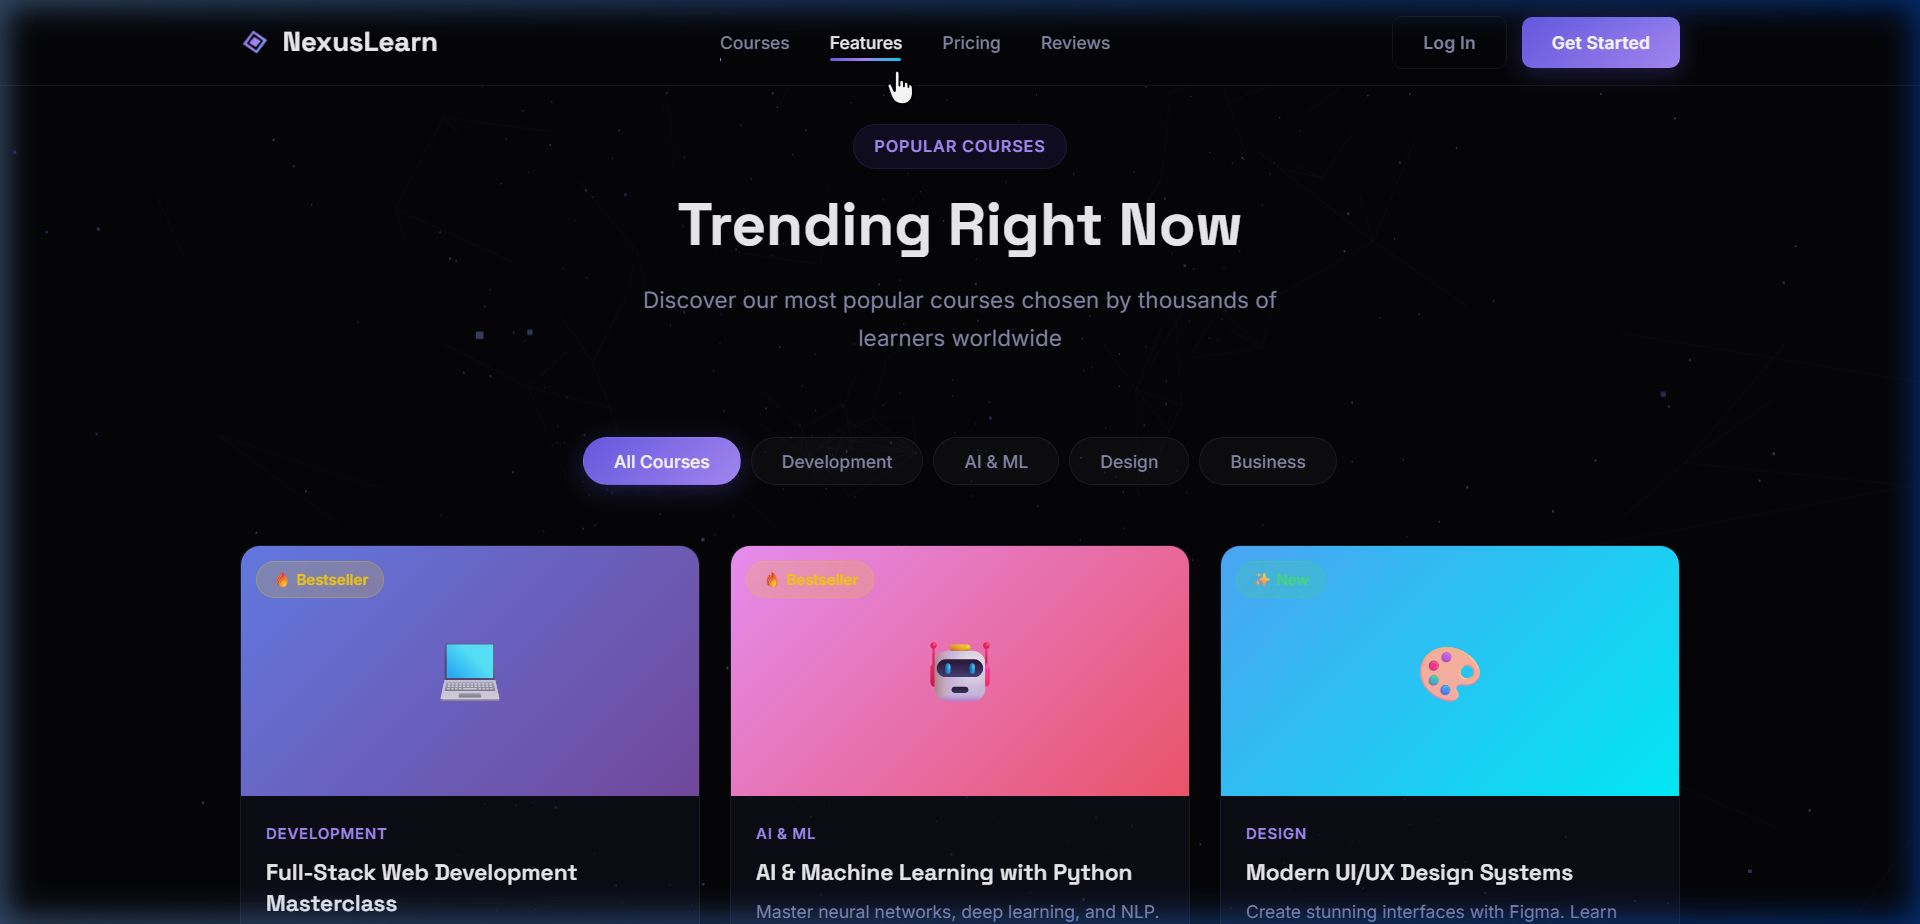 NexusLearn
Courses
Features
Pricing
Reviews
Log In
Get Started
POPULAR COURSES
Trending Right Now
Discover our most popular courses chosen by thousands of
learners worldwide
All Courses
Development
AI & ML
Design
Business
🔥 Bestseller
🔥 Bestseller
✨ New
DEVELOPMENT
Full-Stack Web Development
Masterclass
AI & ML
AI & Machine Learning with Python
Master neural networks, deep learning, and NLP.
DESIGN
Modern UI/UX Design Systems
Create stunning interfaces with Figma. Learn